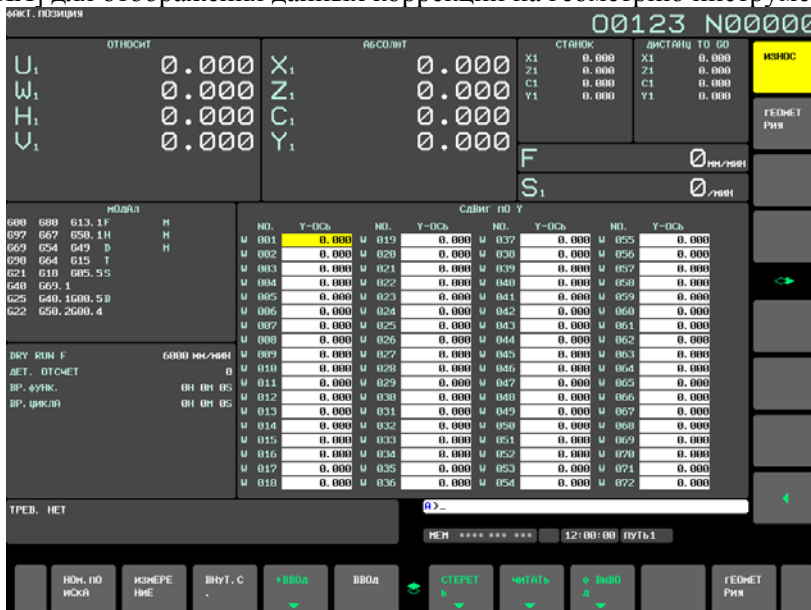 для отображения данных коррекции на геометрию инструме
ФАКТ. ПОЗИЦИЯ
O0123 N00000
ОТНОСИТ АБСОЛЮТ СТАНОК ДИСТАНЦ TO GO
U1 0.000 X1 0.000 X1 0.000 X1 0.000
W1 0.000 Z1 0.000 Z1 0.000 Z1 0.000
H1 0.000 C1 0.000 C1 0.000 C1 0.000
V1 0.000 Y1 0.000 Y1 0.000 Y1 0.000
F 0 ММ/МИН
S1 0 /МИН
ИЗНОС
ГЕОМЕТ
РИЯ
МОДАЛ
G00 G80 G13.1 F M
G97 G67 G50.1 H M
G69 G54 G49 D M
G90 G64 G15 T
G21 G18 G05.5 S
G40 G69.1
G25 G40.1 G00.5 B
G22 G50.2 G00.4
DRY RUN F 6000 ММ/МИН
ДЕТ. ОТСЧЕТ 0
ВР. ФУНК. 0H 0M 0S
ВР. ЦИКЛА 0H 0M 0S
СДВИГ ПО Y
NO. Y-ОСЬ NO. Y-ОСЬ NO. Y-ОСЬ NO. Y-ОСЬ
W 001 0.000 W 019 0.000 W 037 0.000 W 055 0.000
W 002 0.000 W 020 0.000 W 038 0.000 W 056 0.000
W 003 0.000 W 021 0.000 W 039 0.000 W 057 0.000
W 004 0.000 W 022 0.000 W 040 0.000 W 058 0.000
W 005 0.000 W 023 0.000 W 041 0.000 W 059 0.000
W 006 0.000 W 024 0.000 W 042 0.000 W 060 0.000
W 007 0.000 W 025 0.000 W 043 0.000 W 061 0.000
W 008 0.000 W 026 0.000 W 044 0.000 W 062 0.000
W 009 0.000 W 027 0.000 W 045 0.000 W 063 0.000
W 010 0.000 W 028 0.000 W 046 0.000 W 064 0.000
W 011 0.000 W 029 0.000 W 047 0.000 W 065 0.000
W 012 0.000 W 030 0.000 W 048 0.000 W 066 0.000
W 013 0.000 W 031 0.000 W 049 0.000 W 067 0.000
W 014 0.000 W 032 0.000 W 050 0.000 W 068 0.000
W 015 0.000 W 033 0.000 W 051 0.000 W 069 0.000
W 016 0.000 W 034 0.000 W 052 0.000 W 070 0.000
W 017 0.000 W 035 0.000 W 053 0.000 W 071 0.000
W 018 0.000 W 036 0.000 W 054 0.000 W 072 0.000
ТРЕВ. НЕТ
A>_
MEM **** *** *** 12:00:00 ПУТЬ1
НОМ.ПО
ИСКА
ИЗМЕРЕ
НИЕ
ВНУТ.С
.
+ВВОД
ВВОД
СТЕРЕТ
Ь
ЧИТАТЬ
Ф ВЫВО
Д
ГЕОМЕТ
РИЯ